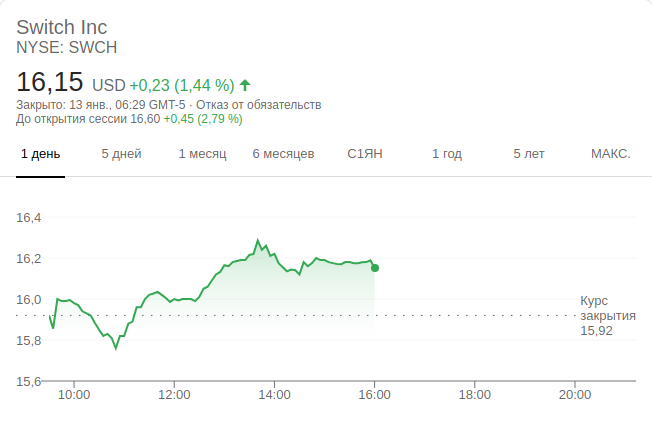 Switch Inc
NYSE: SWCH
16,15 USD +0,23 (1,44 %)
Закрыто: 13 янв., 06:29 GMT-5 · Отказ от обязательств
До открытия сессии 16,60 +0,45 (2,79 %)
1 день 5 дней 1 месяц 6 месяцев С1ЯН 1 год 5 лет МАКС.
16,4
16,2
16,0
Курс
закрытия
15,92
15,8
15,6
10:00 12:00 14:00 16:00 18:00 20:00